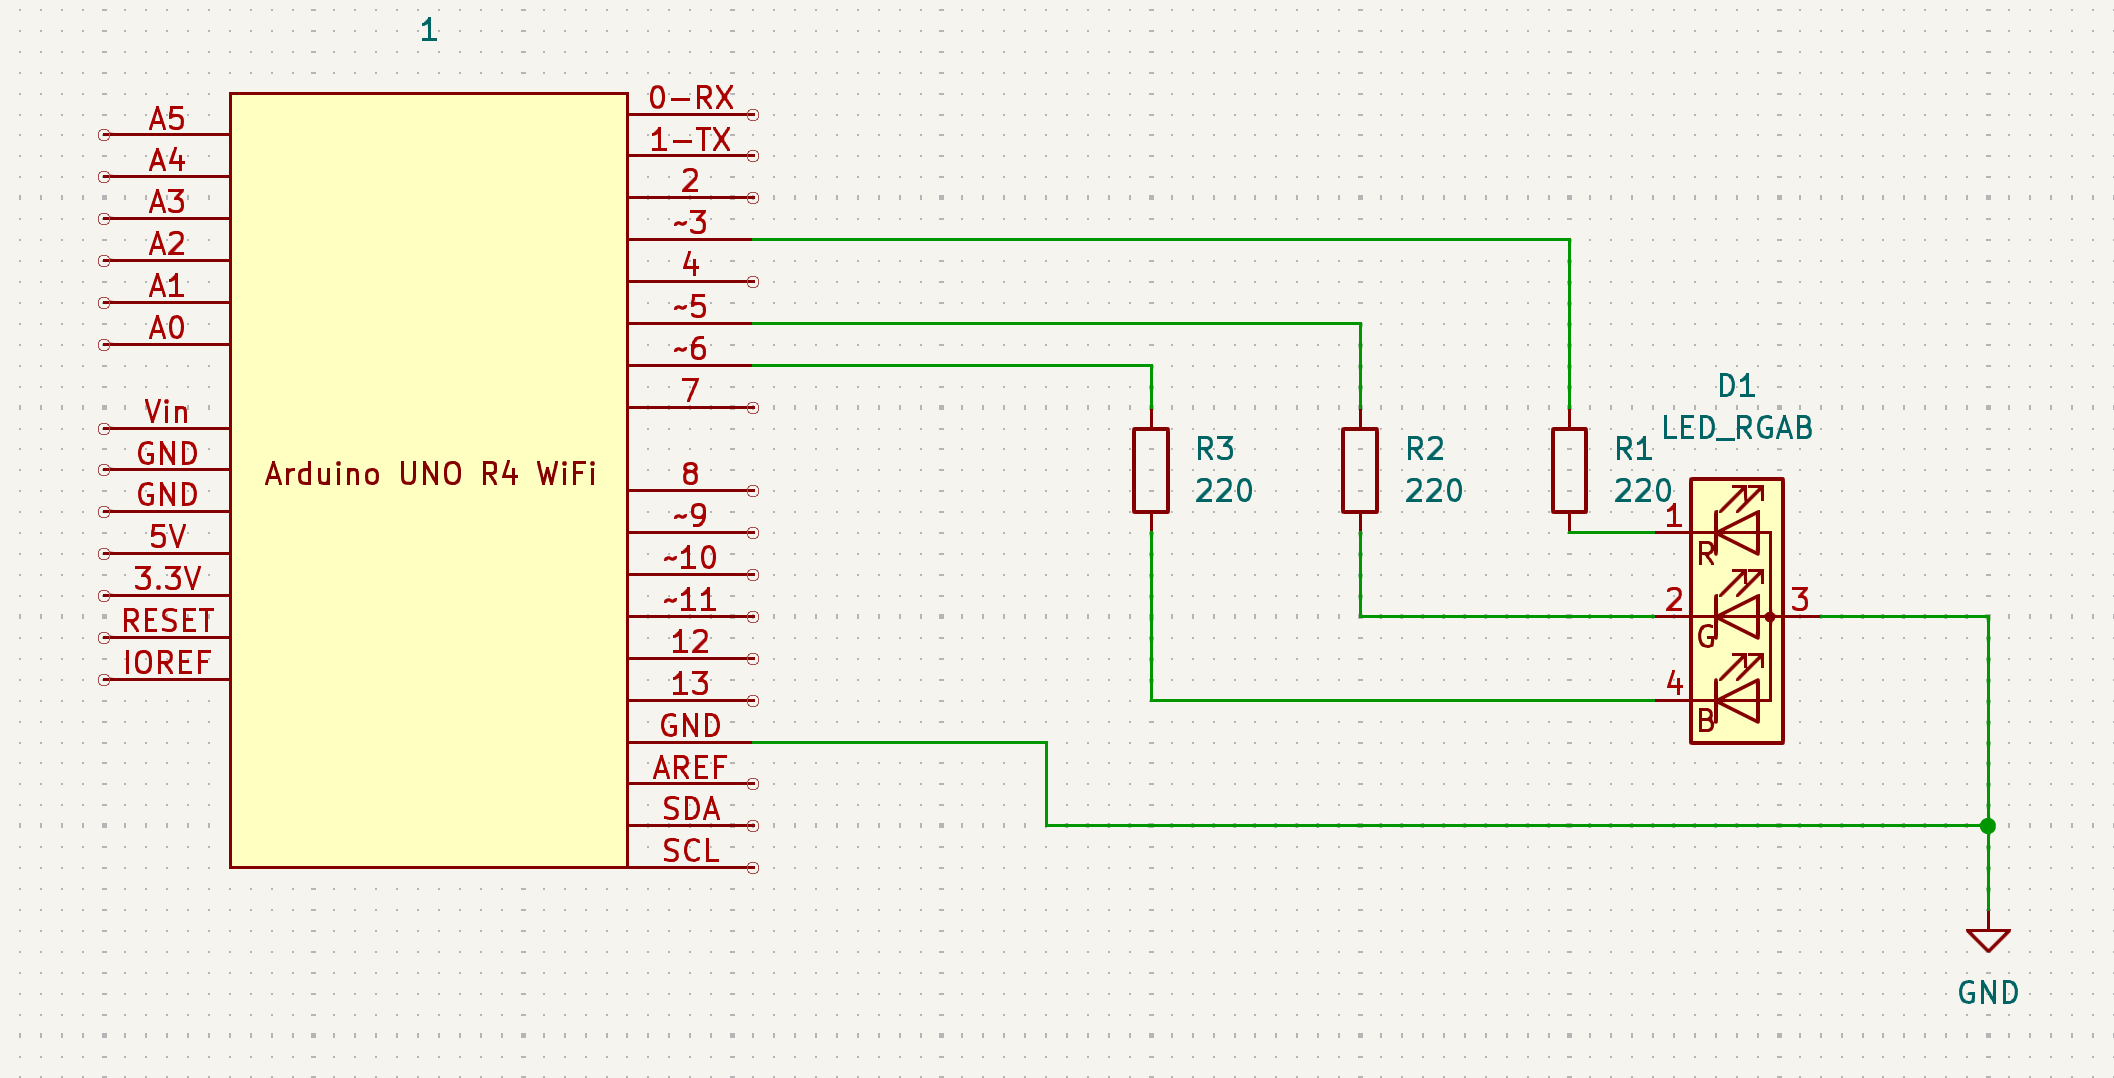 1
A5
A4
A3
A2
A1
A0
Vin
GND
GND
5V
3.3V
RESET
IOREF
Arduino UNO R4 WiFi
0-RX
1-TX
2
~3
4
~5
~6
7
8
~9
~10
~11
12
13
GND
AREF
SDA
SCL
R3
220
R2
220
R1
220
D1
LED_RGAB
1
R
2
G
3
4
B
GND